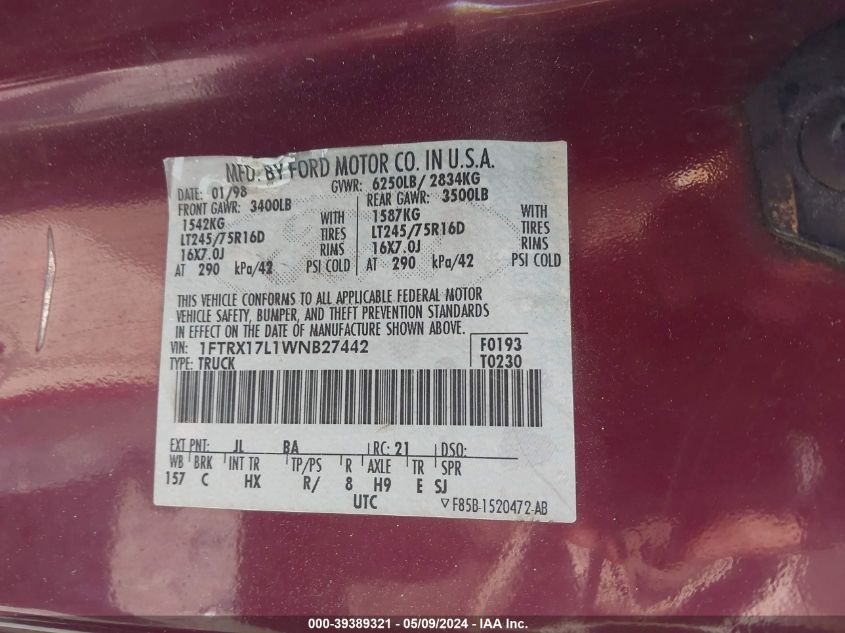 MFD. BY FORD MOTOR CO. IN U.S.A.
DATE: 01/98 GVWR: 6250LB/ 2834KG
FRONT GAWR: 3400LB REAR GAWR: 3500LB
1542KG WITH 1587KG WITH
LT245/75R16D TIRES LT245/75R16D TIRES
16X7.0J RIMS 16X7.0J RIMS
AT 290 kPa/42 PSI COLD AT 290 kPa/42 PSI COLD
THIS VEHICLE CONFORMS TO ALL APPLICABLE FEDERAL MOTOR
VEHICLE SAFETY, BUMPER, AND THEFT PREVENTION STANDARDS
IN EFFECT ON THE DATE OF MANUFACTURE SHOWN ABOVE.
VIN: 1FTRX17L1WNB27442 F0193
TYPE: TRUCK T0230
EXT PNT: JL BA RC: 21 DSO:
WB BRK INT TR TP/PS R AXLE TR SPR
157 C HX R/ 8 H9 E SJ
UTC ▽F85B-1520472-AB
000-39389321 - 05/09/2024 - IAA Inc.